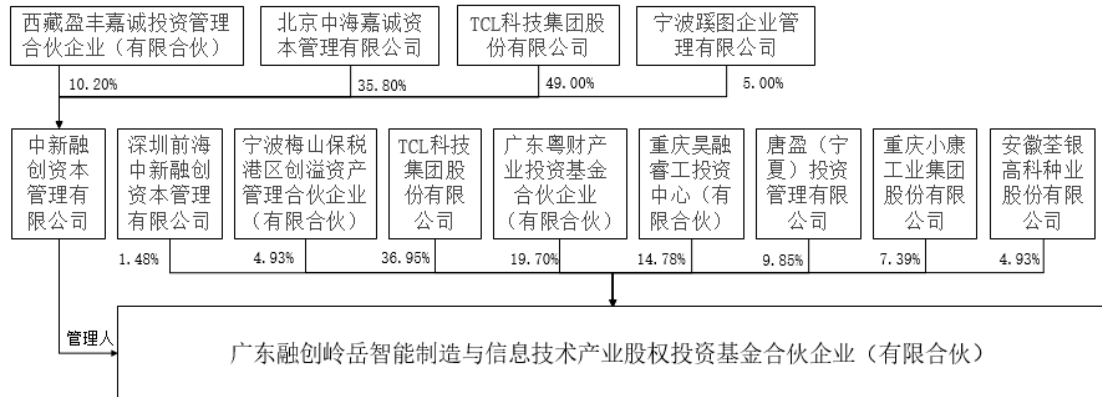 西藏盈丰嘉诚投资管理
合伙企业（有限合伙）
北京中海嘉诚资
本管理有限公司
TCL科技集团股
份有限公司
宁波蹊图企业管
理有限公司
10.20%
35.80%
49.00%
5.00%
中新融
创资本
管理有
限公司
深圳前海
中新融创
资本管理
有限公司
宁波梅山保税
港区创溢资产
管理合伙企业
（有限合伙）
TCL科技
集团股
份有限
公司
广东粤财产
业投资基金
合伙企业
（有限合伙）
重庆昊融
睿工投资
中心（有
限合伙）
唐盈（宁
夏）投资
管理有限
公司
重庆小康
工业集团
股份有限
公司
安徽荃银
高科种业
股份有限
公司
1.48%
4.93%
36.95%
19.70%
14.78%
9.85%
7.39%
4.93%
管理人
广东融创岭岳智能制造与信息技术产业股权投资基金合伙企业（有限合伙）